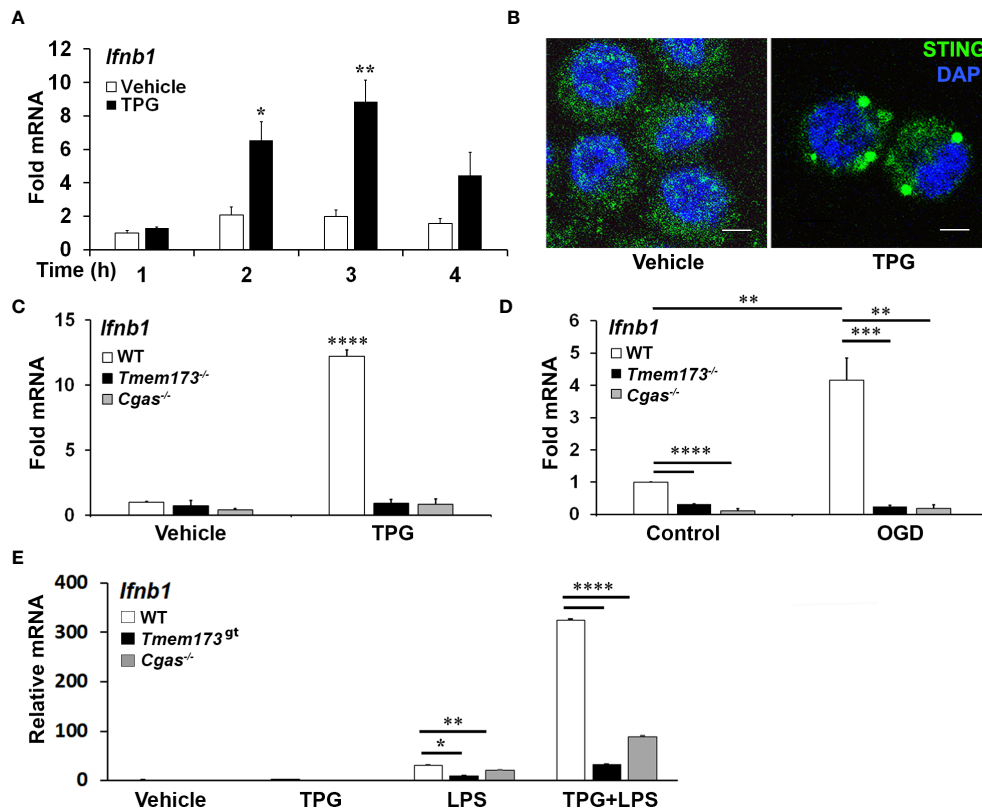 A
Ifnb1
Vehicle
TPG
Fold mRNA
12
10
8
6
4
2
0
*
**
Time (h)
1
2
3
4
B
STING
DAPI
Vehicle
TPG
C
Ifnb1
WT
Tmem173-/-
Cgas-/-
Fold mRNA
15
10
5
0
****
Vehicle
TPG
D
Ifnb1
WT
Tmem173-/-
Cgas-/-
Fold mRNA
6
5
4
3
2
1
0
****
**
**
***
Control
OGD
E
Ifnb1
WT
Tmem173gt
Cgas-/-
Relative mRNA
400
300
200
100
0
**
*
****
Vehicle
TPG
LPS
TPG+LPS